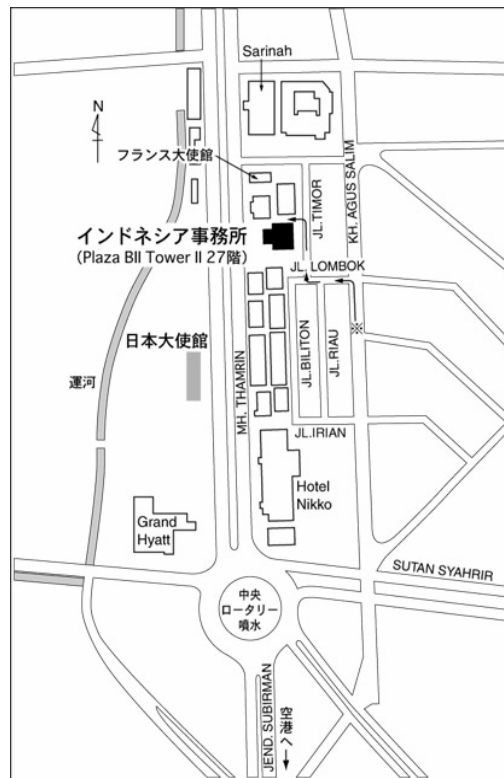 Sarinah
N
フランス大使館
JL.TIMOR
KH. AGUS SALIM
インドネシア事務所
(Plaza BII Tower II 27階)
JL. LOMBOK
日本大使館
運河
MH. THAMRIN
JL.BILITON
JL.RIAU
JL.IRIAN
Hotel
Nikko
Grand
Hyatt
SUTAN SYAHRIR
中央
ロータリー
噴水
JEND. SUBIRMAN
空港へ